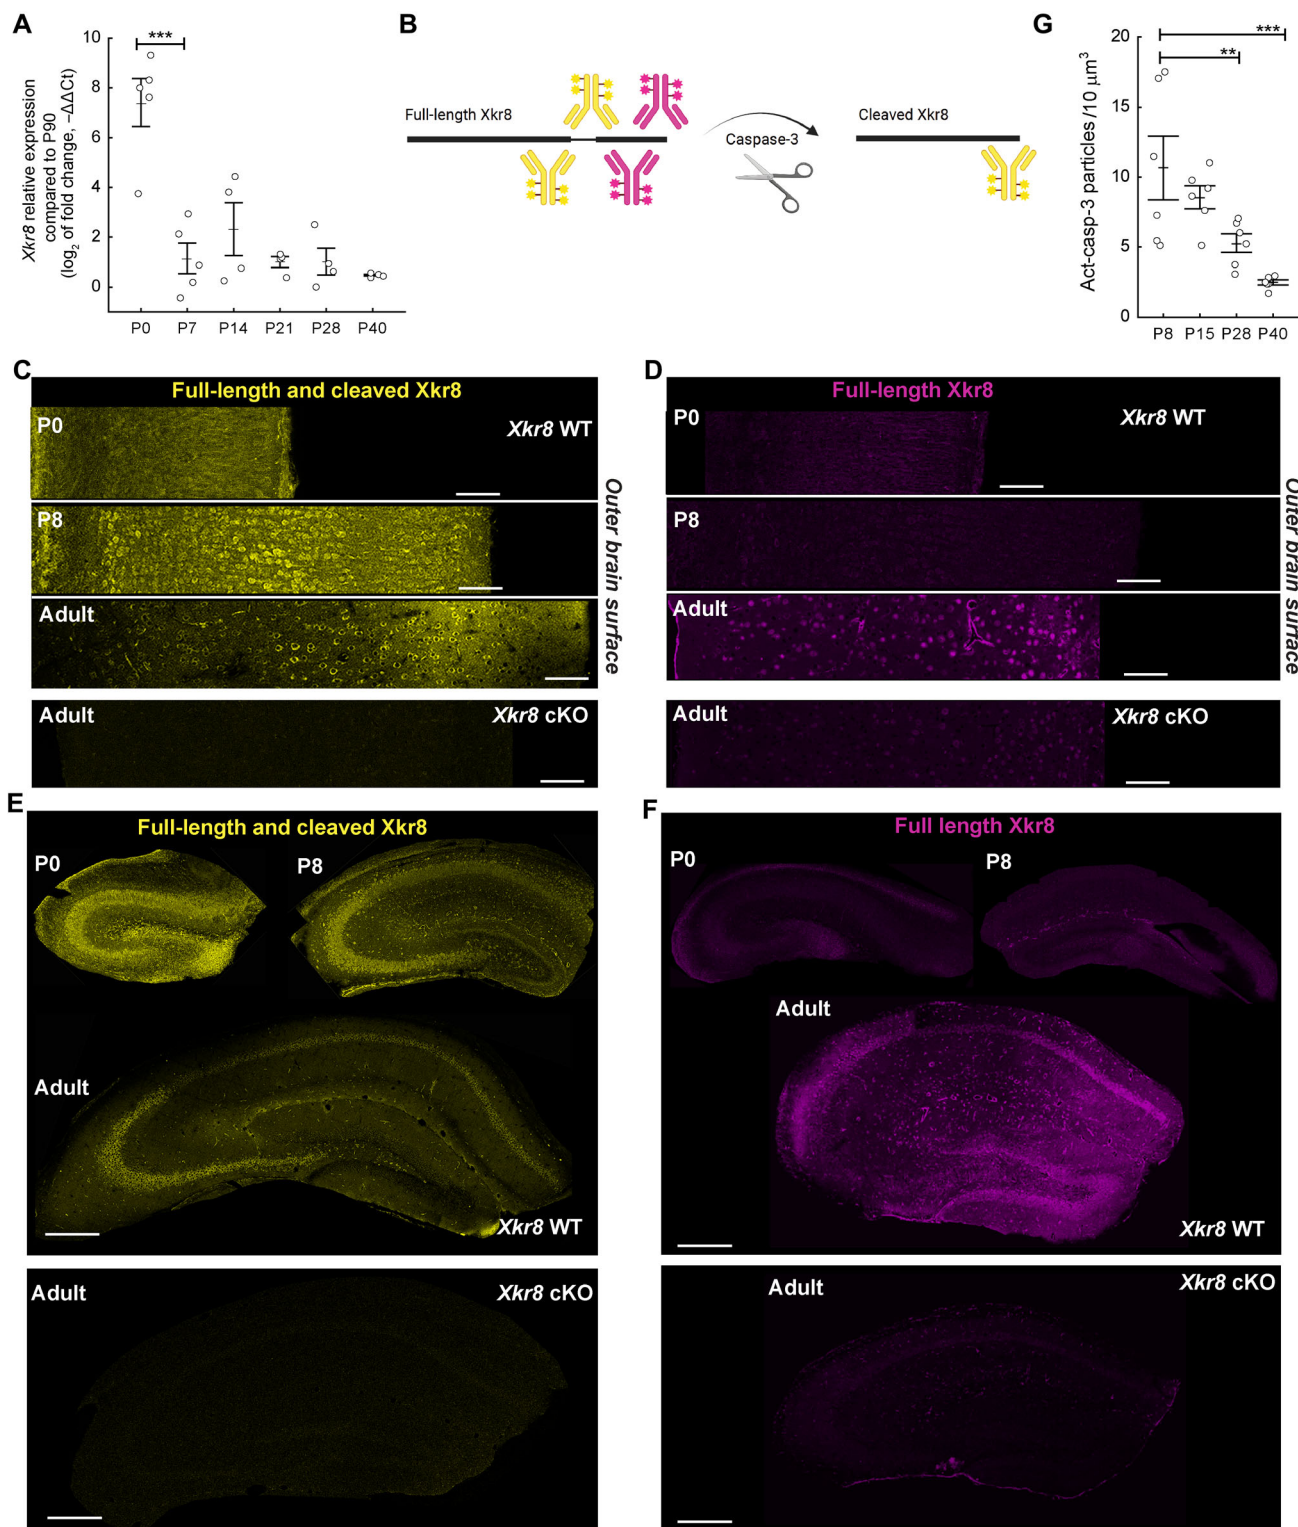 A
Xkr8 relative expression
compared to P90
(log2 of fold change, –ΔΔCt)
10
8
6
4
2
0
***
P0 P7 P14 P21 P28 P40
B
Full-length Xkr8
Caspase-3
Cleaved Xkr8
G
Act-casp-3 particles /10 μm³
20
15
10
5
0
***
**
P8 P15 P28 P40
C
Full-length and cleaved Xkr8
P0
Xkr8 WT
P8
Adult
Outer brain surface
Adult
Xkr8 cKO
D
Full-length Xkr8
P0
Xkr8 WT
P8
Adult
Outer brain surface
Adult
Xkr8 cKO
E
Full-length and cleaved Xkr8
P0
P8
Adult
Xkr8 WT
Adult
Xkr8 cKO
F
Full length Xkr8
P0
P8
Adult
Xkr8 WT
Adult
Xkr8 cKO